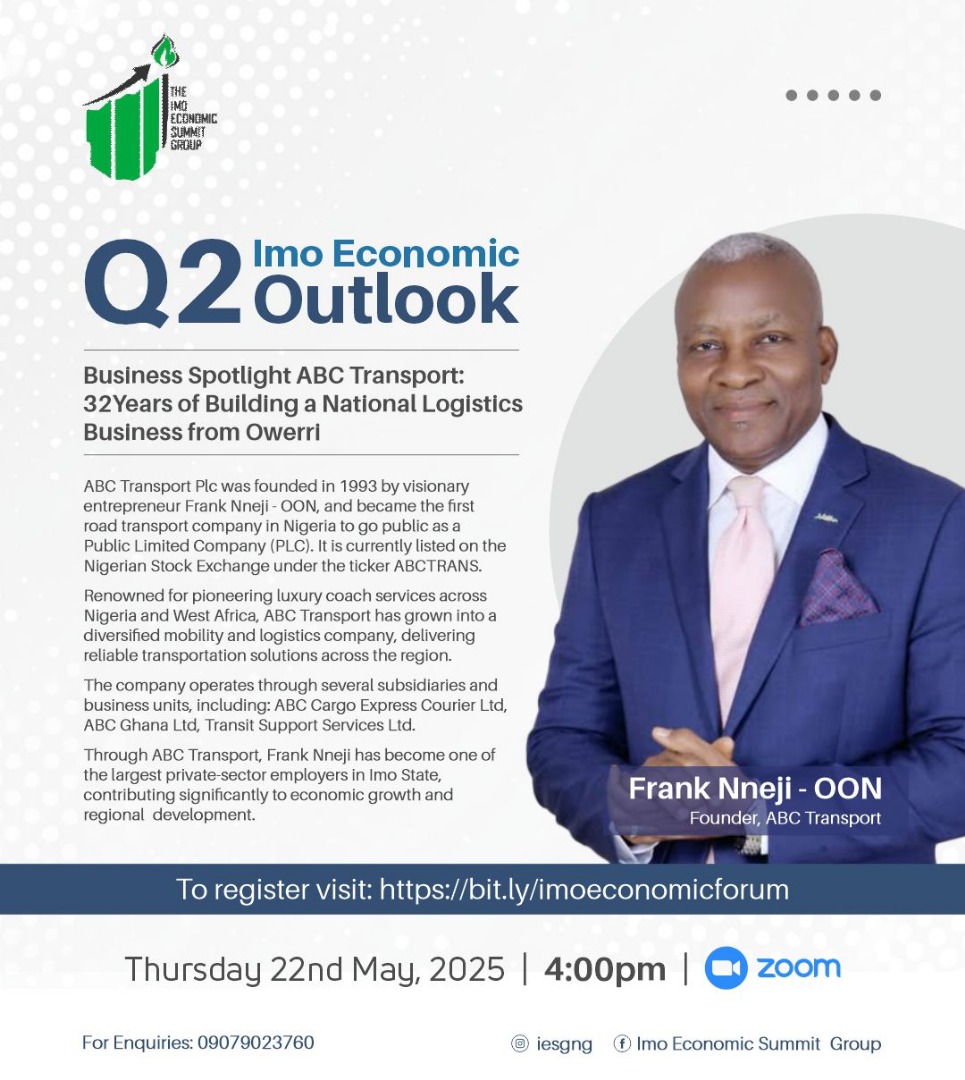 THE
IMO
ECONOMIC
SUMMIT
GROUP
Q2
Imo Economic
Outlook
Business Spotlight ABC Transport:
32Years of Building a National Logistics
Business from Owerri
ABC Transport Plc was founded in 1993 by visionary
entrepreneur Frank Nneji - OON, and became the first
road transport company in Nigeria to go public as a
Public Limited Company (PLC). It is currently listed on the
Nigerian Stock Exchange under the ticker ABCTRANS.
Renowned for pioneering luxury coach services across
Nigeria and West Africa, ABC Transport has grown into a
diversified mobility and logistics company, delivering
reliable transportation solutions across the region.
The company operates through several subsidiaries and
business units, including: ABC Cargo Express Courier Ltd,
ABC Ghana Ltd, Transit Support Services Ltd.
Through ABC Transport, Frank Nneji has become one of
the largest private-sector employers in Imo State,
contributing significantly to economic growth and
regional development.
Frank Nneji - OON
Founder, ABC Transport
To register visit: https://bit.ly/imoeconomicforum
Thursday 22nd May, 2025 | 4:00pm | zoom
For Enquiries: 09079023760 iesgng Imo Economic Summit Group